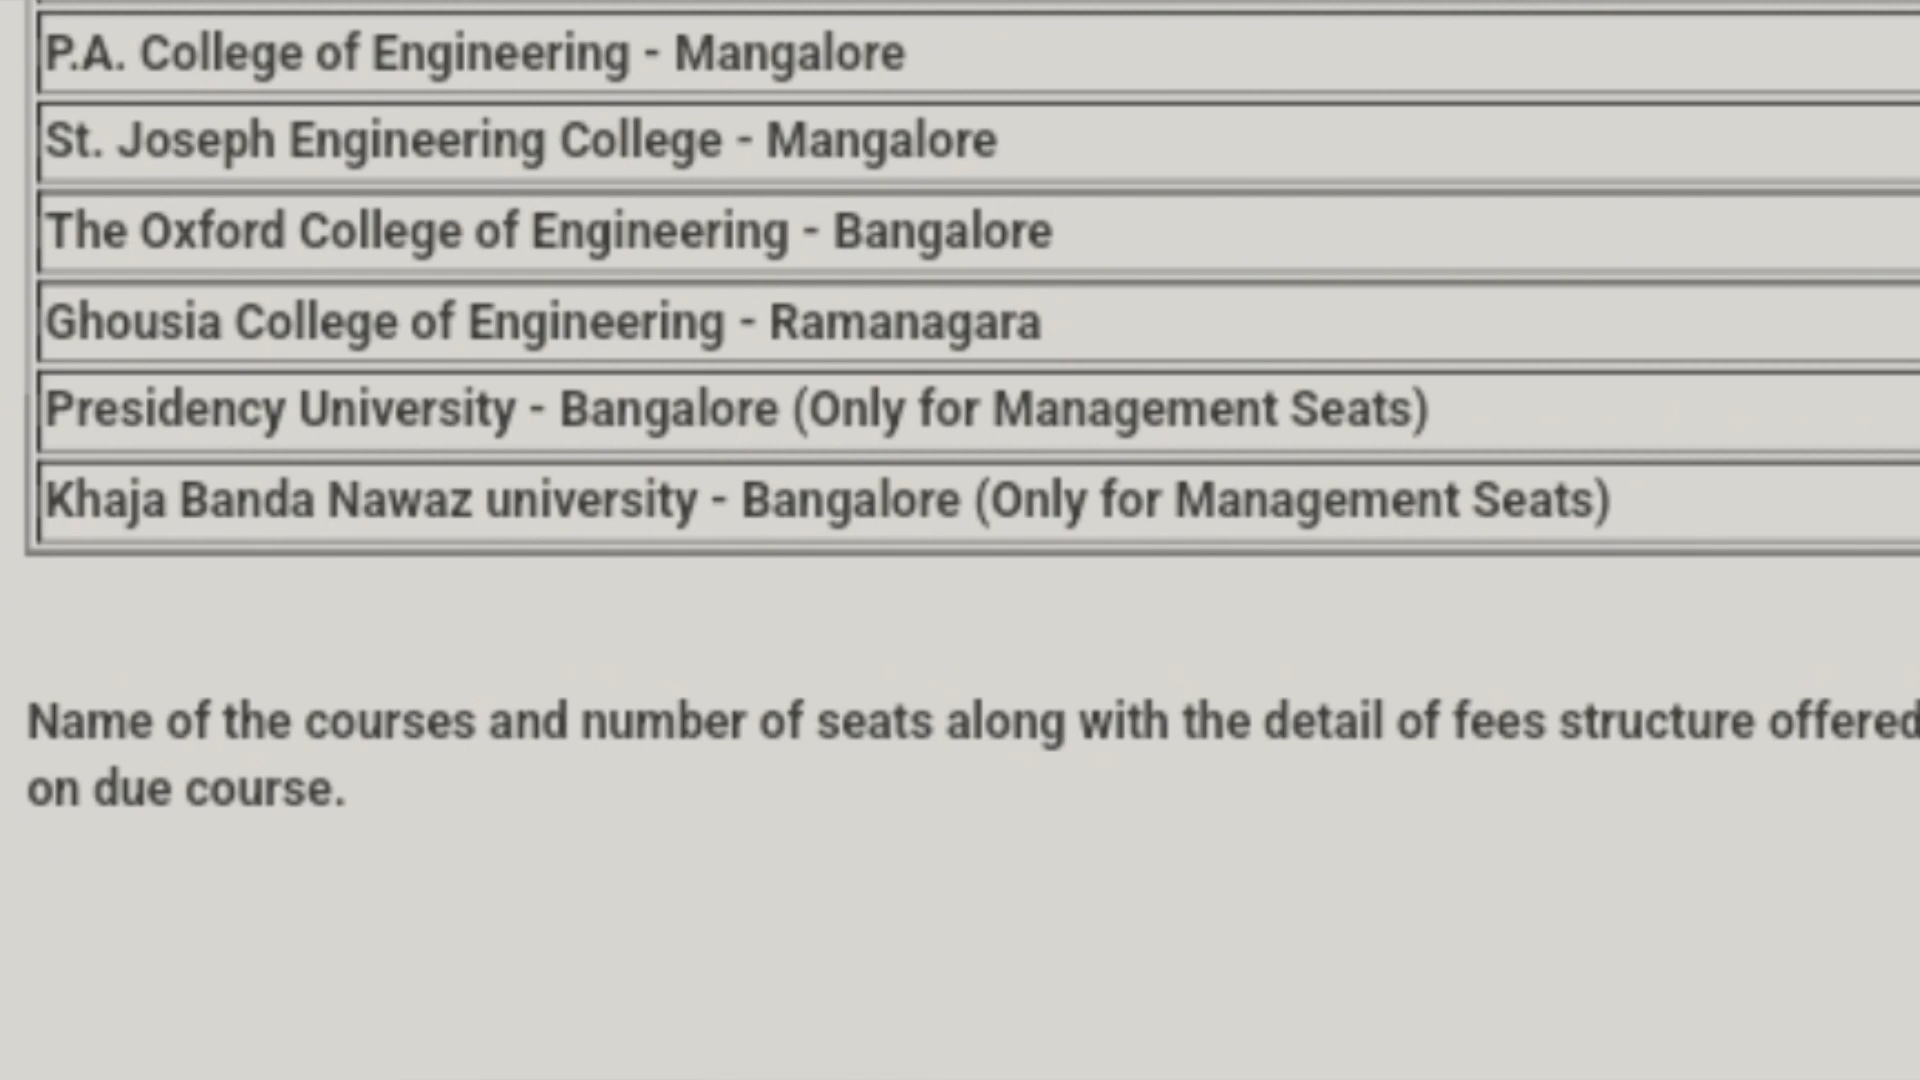 P.A. College of Engineering - Mangalore
St. Joseph Engineering College - Mangalore
The Oxford College of Engineering - Bangalore
Ghousia College of Engineering - Ramanagara
Presidency University - Bangalore (Only for Management Seats)
Khaja Banda Nawaz university - Bangalore (Only for Management Seats)
Name of the courses and number of seats along with the detail of fees structure offered
on due course.